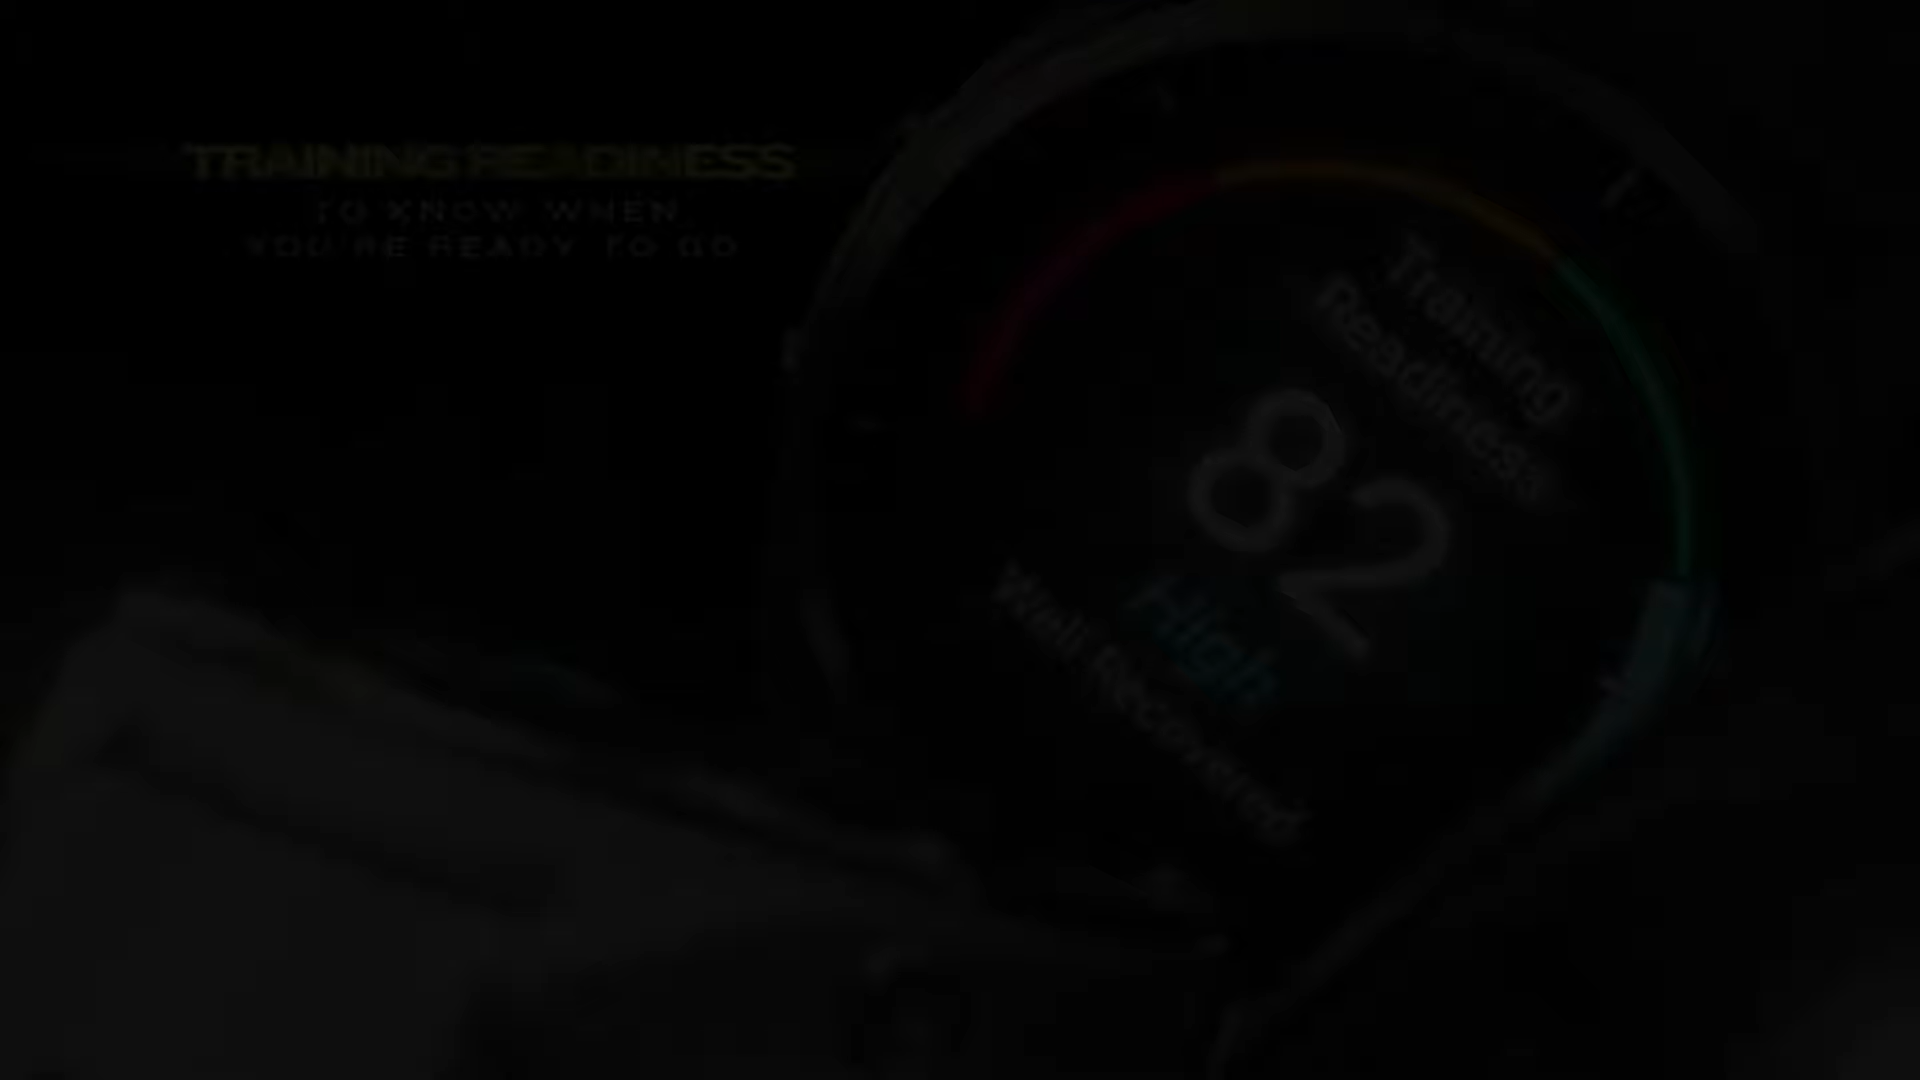 TRAINING READINESS
TO KNOW WHEN
YOU'RE READY TO GO
Training
Readiness
82
High
Well Recovered